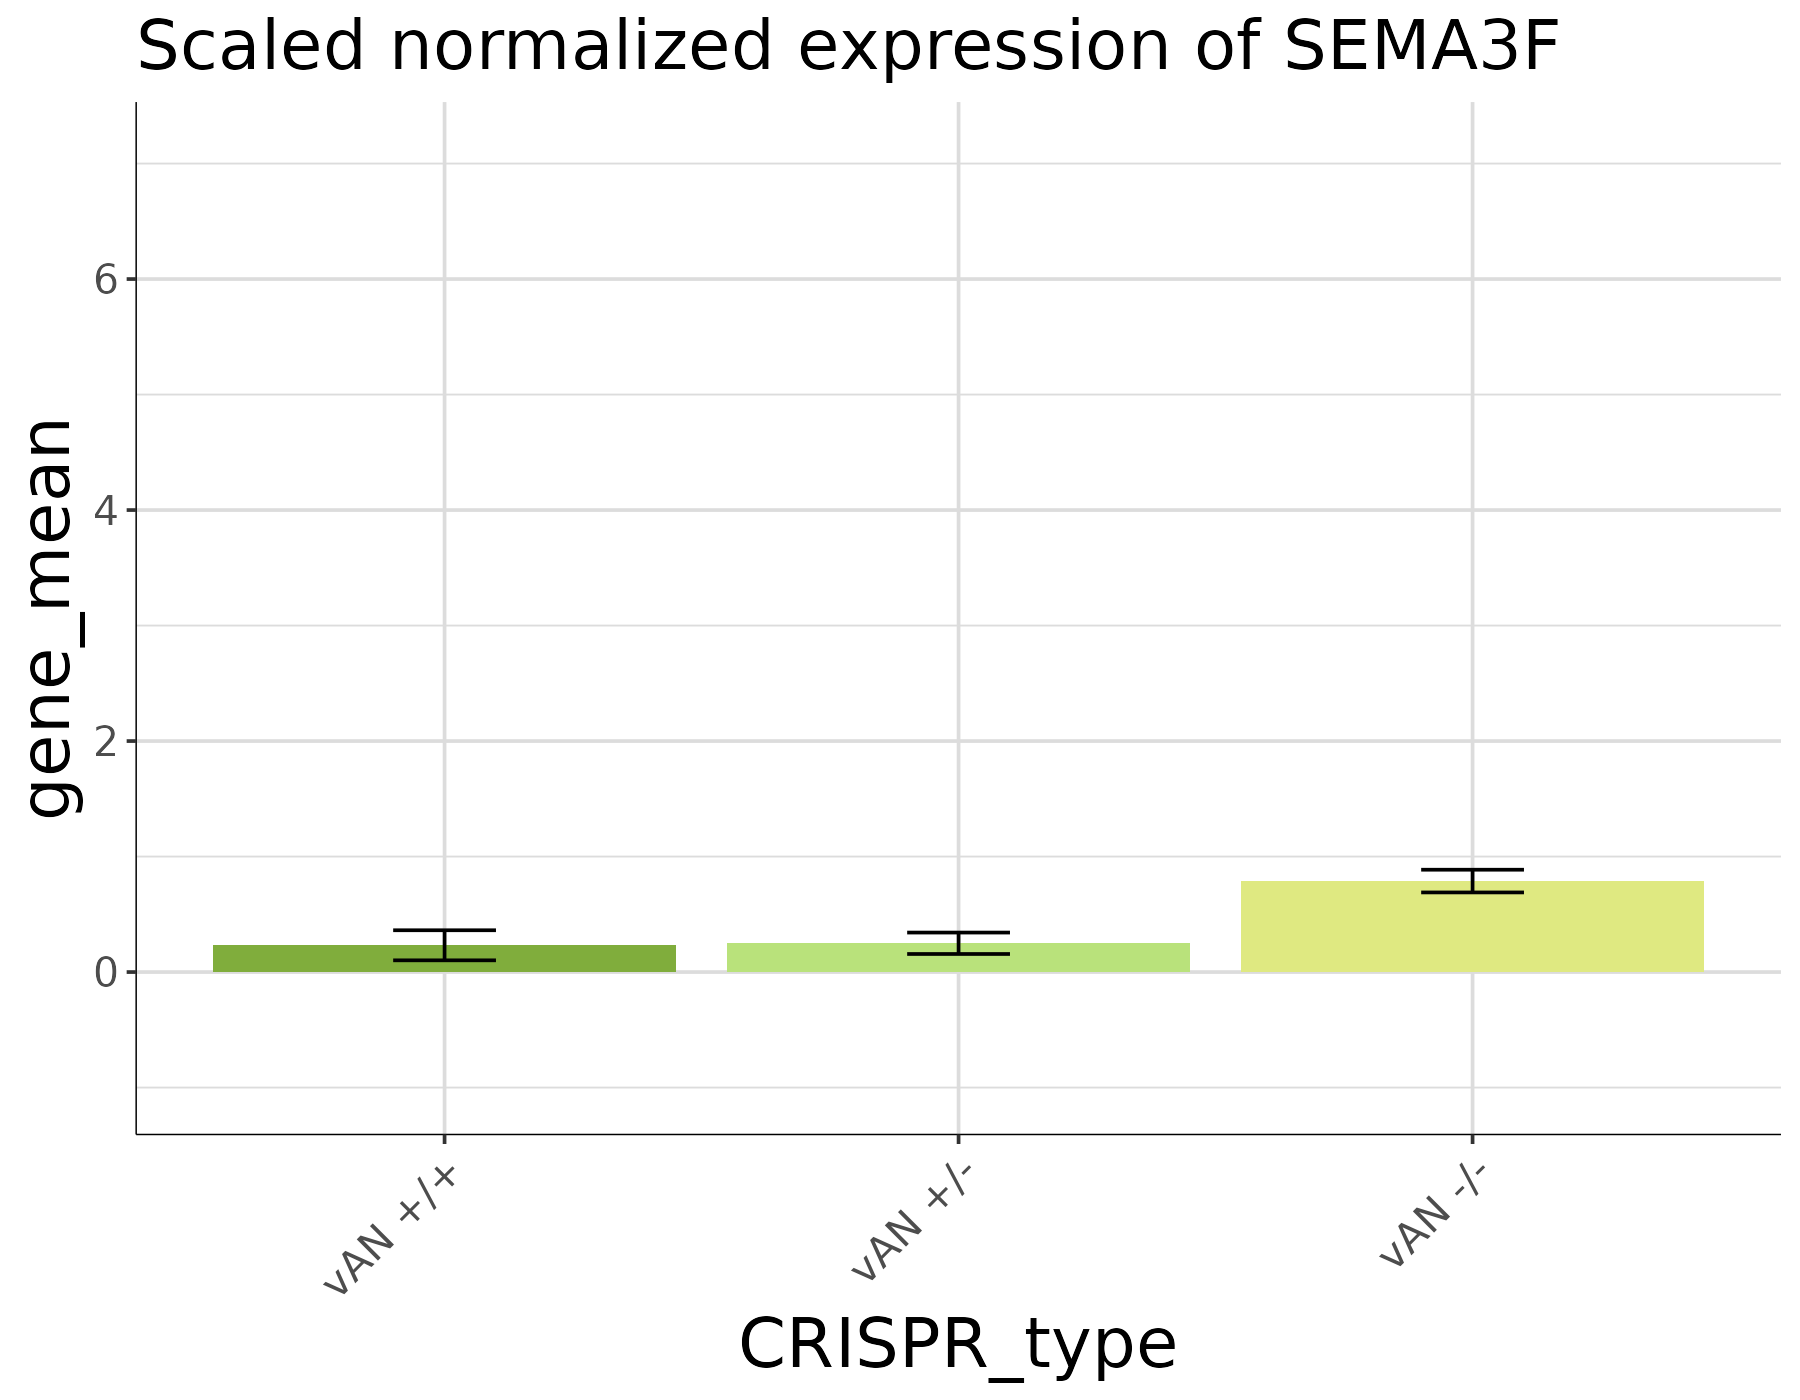 Scaled normalized expression of SEMA3F
gene_mean
6
4
2
0
vAN +/+
vAN +/-
vAN -/-
CRISPR_type